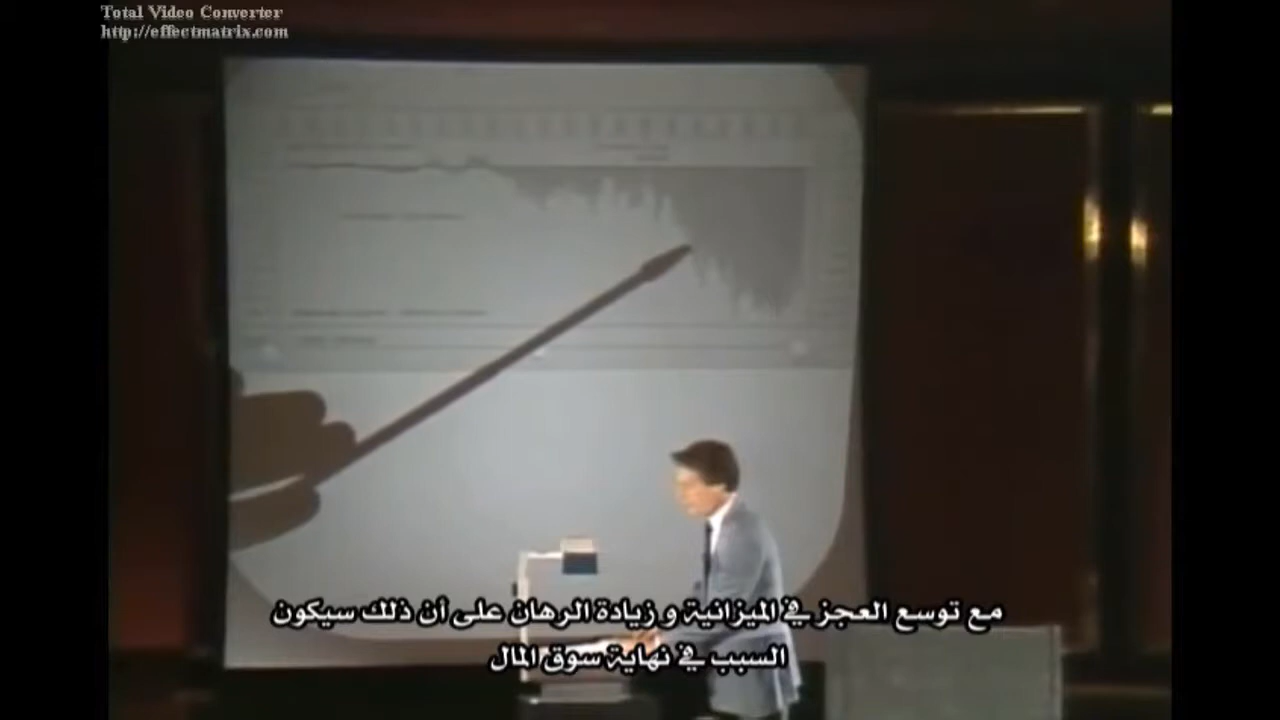 Total Video Converter
http://effectmatrix.com
مع توسع العجز في الميزانية و زيادة الرهان على أن ذلك سيكون
السبب في نهاية سوق المال